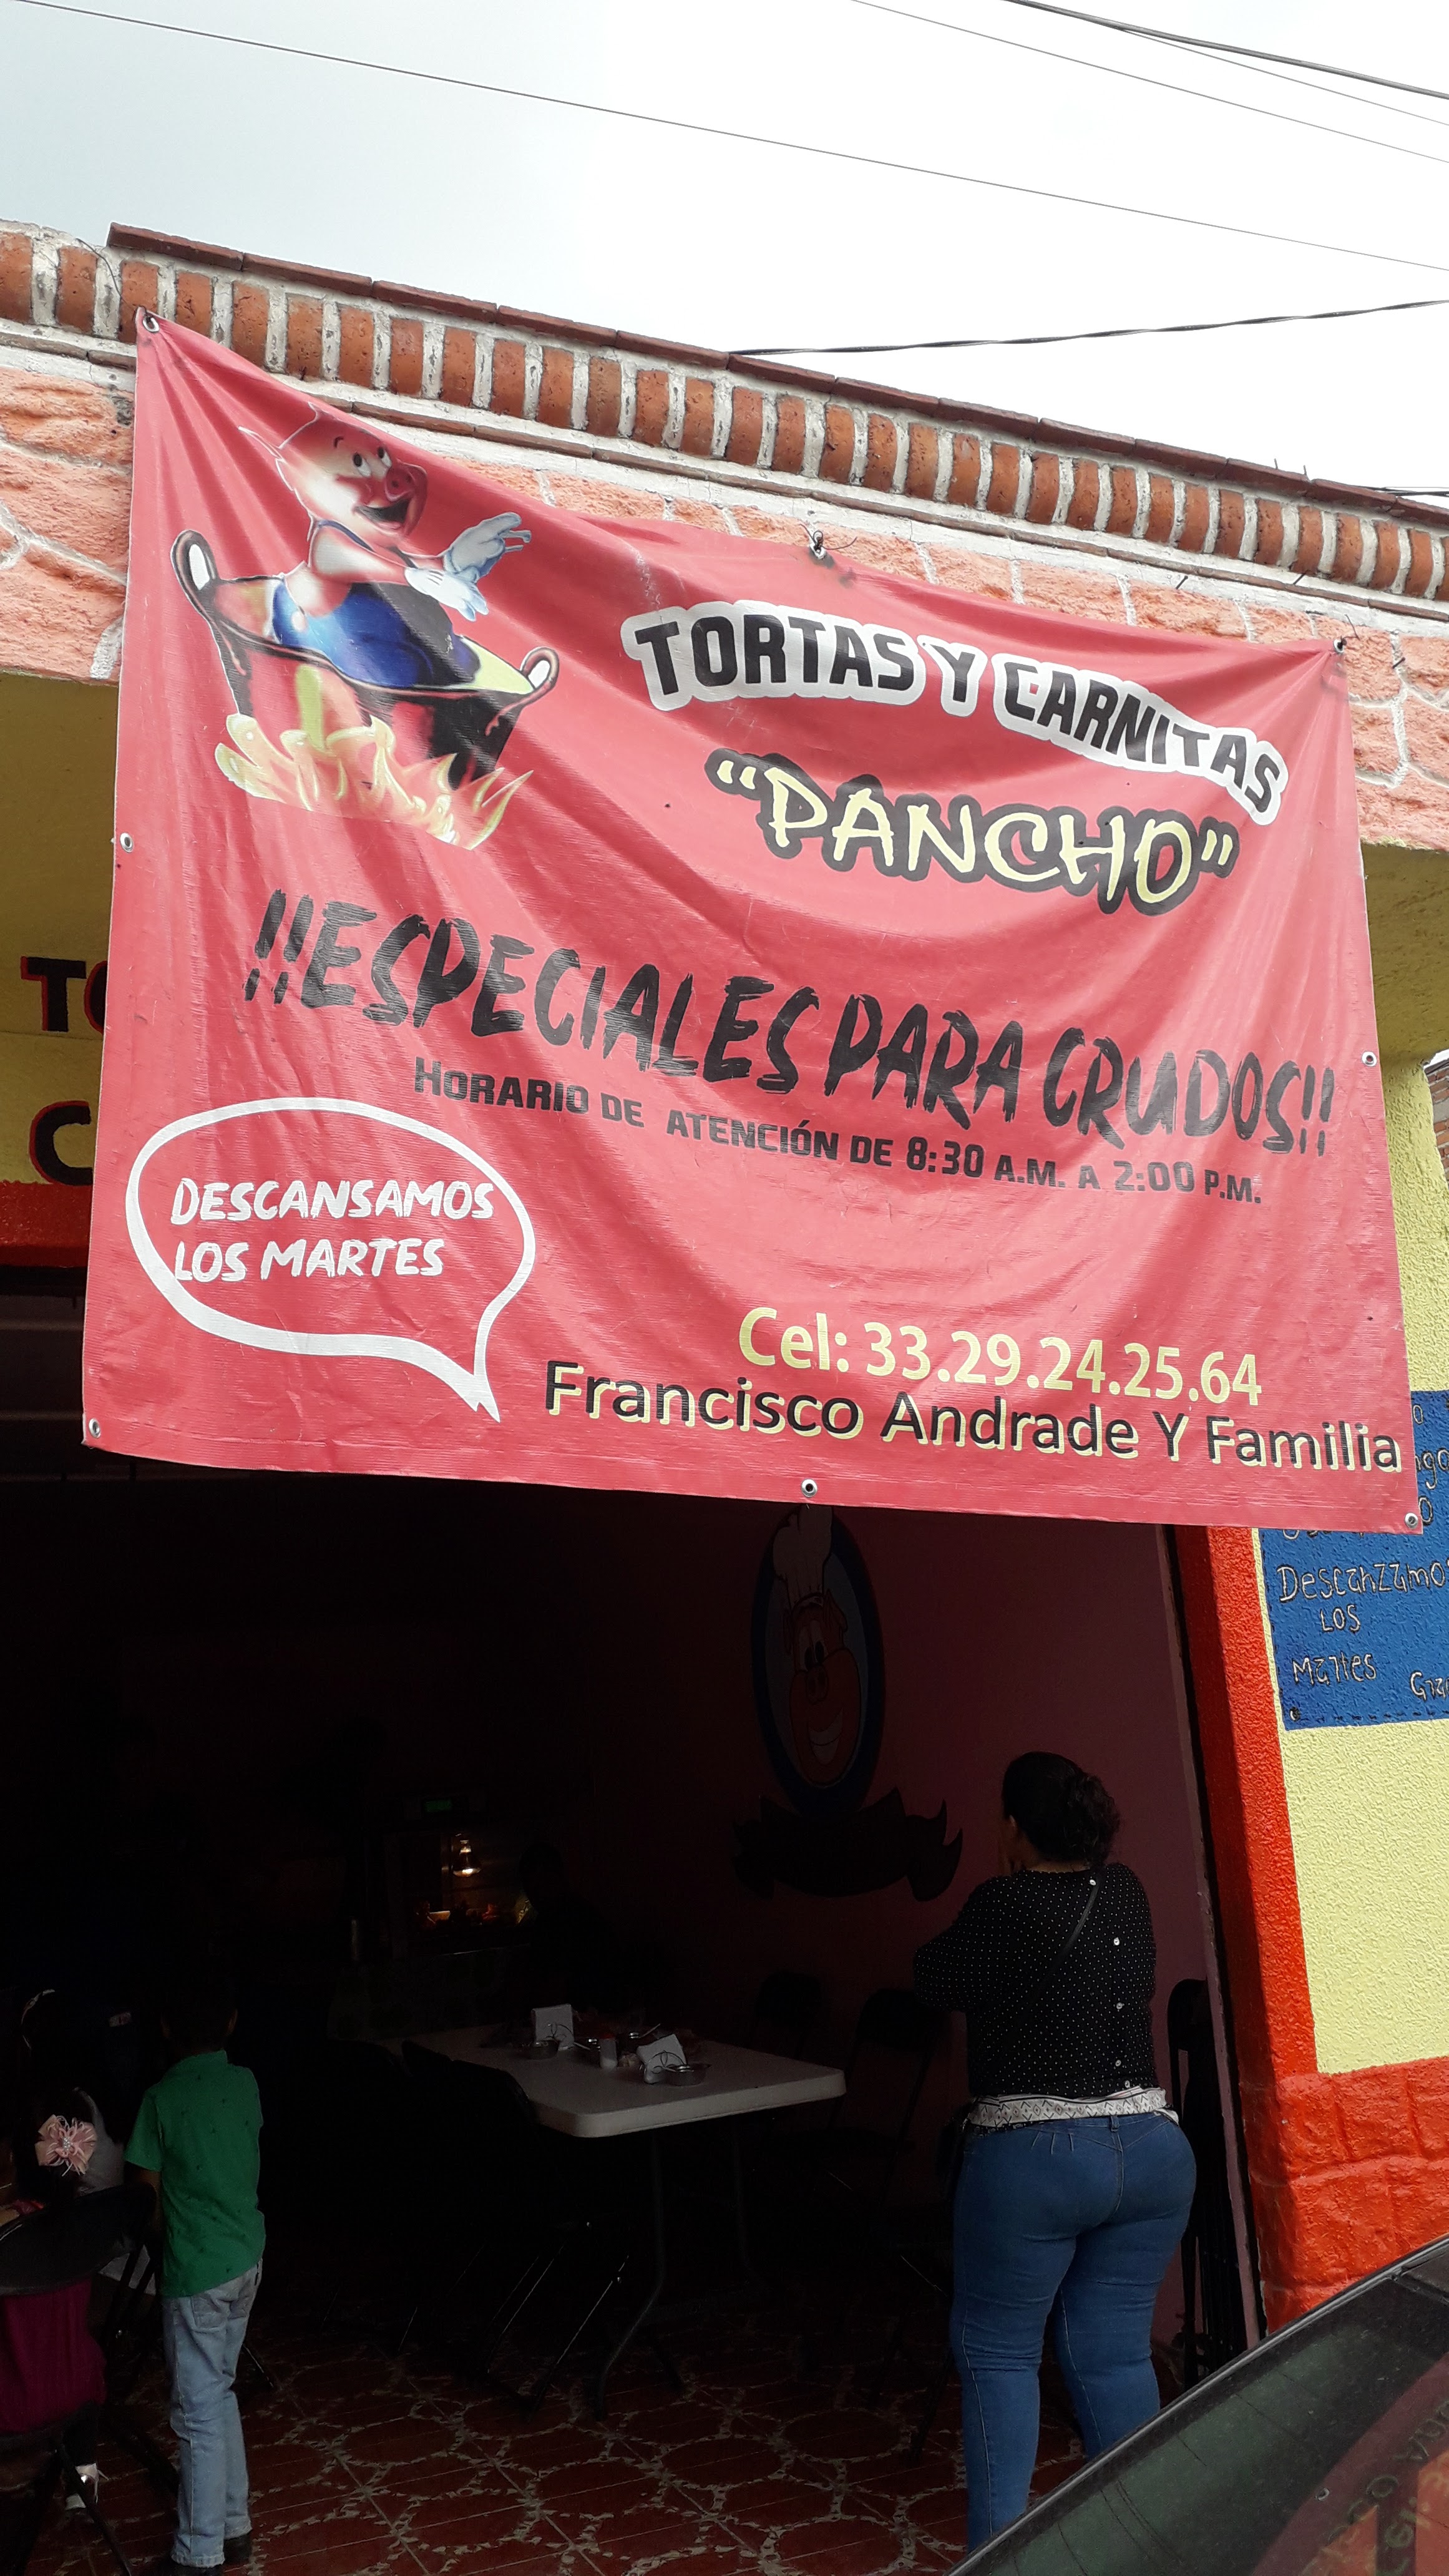 TORTAS Y CARNITAS
"PANCHO"
!!ESPECIALES PARA CRUDOS!!
HORARIO DE ATENCIÓN DE 8:30 A.M. A 2:00 P.M.
DESCANSAMOS
LOS MARTES
Cel: 33.29.24.25.64
Francisco Andrade Y Familia
Descanzamos
LOS
Martes